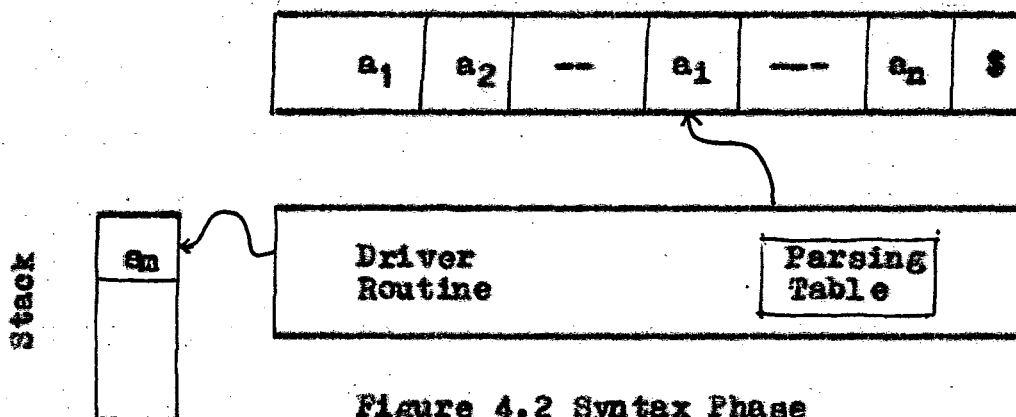 a₁ a₂ -- aᵢ --- aₙ $
aₘ
Stack
Driver
Routine
Parsing
Table
Figure 4.2 Syntax Phase